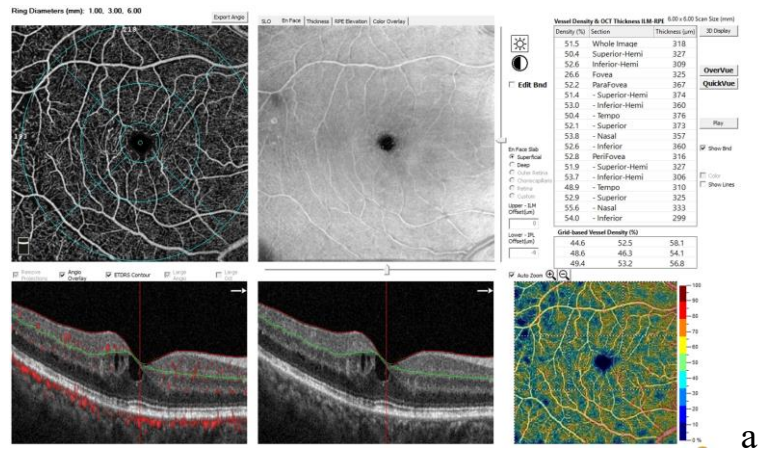 Ring Diameters (mm): 1.00, 3.00, 6.00
Export Angio
SLO En Face Thickness RPE Elevation Color Overlay
Edit Bnd
En Face Slab
Superficial
Deep
Outer Retina
Choriocapillaris
Retina
Custom
Upper - ILM
Offset(um)
0
Lower - IPL
Offset(um)
Vessel Density & OCT Thickness ILM-RPE 6.00 x 6.00 Scan Size (mm)
Density (%) Section Thickness (µm)
51.5 Whole Image 318
50.4 Superior-Hemi 327
52.6 Inferior-Hemi 309
26.6 Fovea 325
52.2 ParaFovea 367
51.4 - Superior-Hemi 374
53.0 - Inferior-Hemi 360
50.4 - Tempo 376
52.1 - Superior 373
53.8 - Nasal 357
52.6 - Inferior 360
52.8 PeriFovea 316
51.9 - Superior-Hemi 327
53.7 - Inferior-Hemi 306
48.9 - Tempo 310
52.9 - Superior 325
55.6 - Nasal 333
54.0 - Inferior 299
Grid-based Vessel Density (%)
44.6 52.5 58.1
48.6 46.3 54.1
49.4 53.2 56.8
3D Display
OverVue
QuickVue
Play
Show Bnd
Color
Show Lines
Remove
Projections
Angio
Overlay
ETDRS Contour
Large
Angio
Large
Oct
Auto Zoom
100
90
80
70
60
50
40
30
20
10
0 %
a